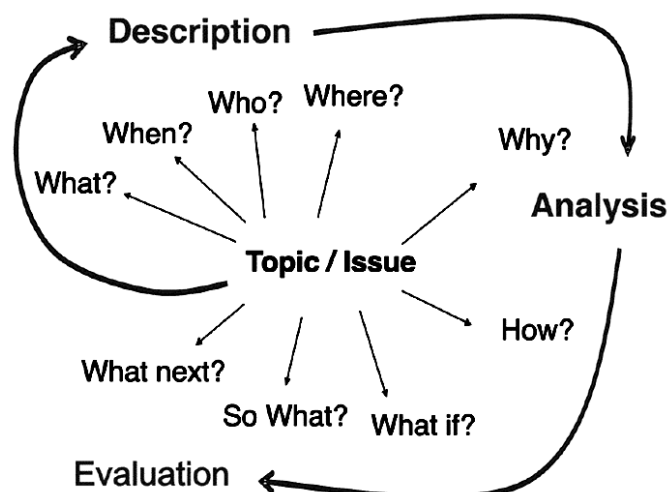 Description
Who?
Where?
When?
Why?
What?
Analysis
Topic / Issue
How?
What next?
So What?
What if?
Evaluation